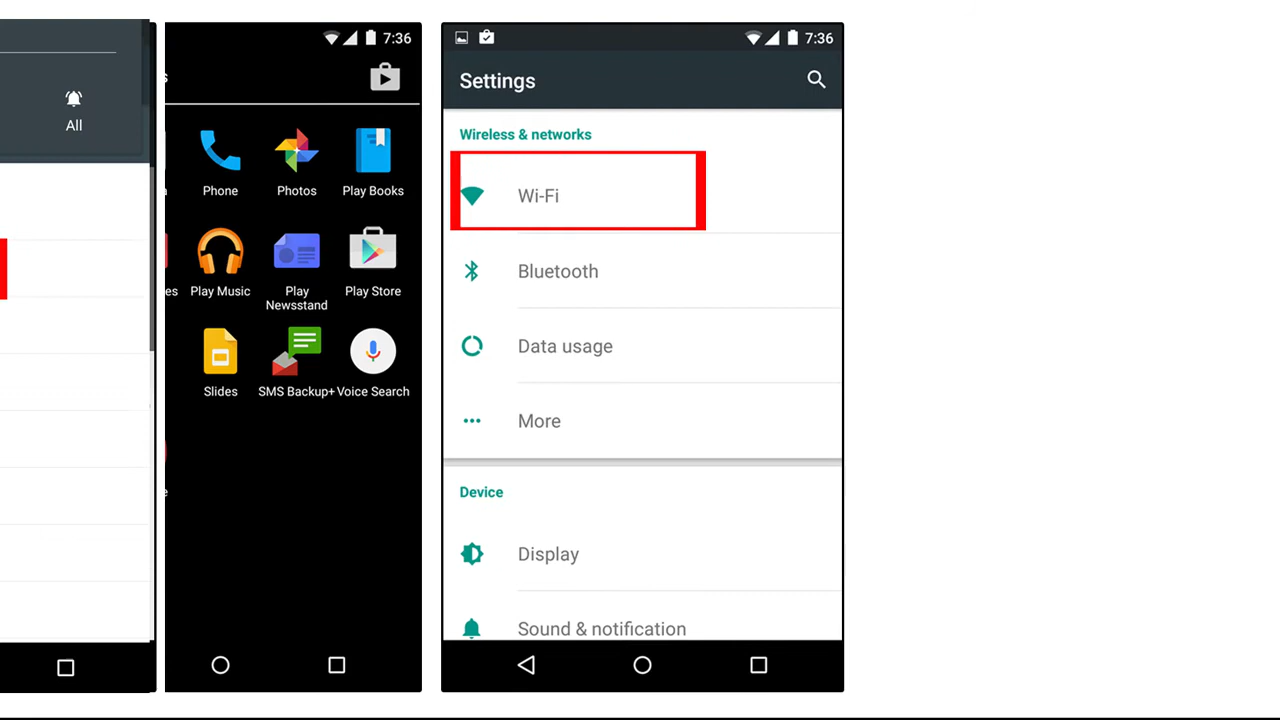 All
7:36
Phone
Photos
Play Books
Play Music
Play
Newsstand
Play Store
Slides
SMS Backup+
Voice Search
7:36
Settings
Wireless & networks
Wi-Fi
Bluetooth
Data usage
More
Device
Display
Sound & notification